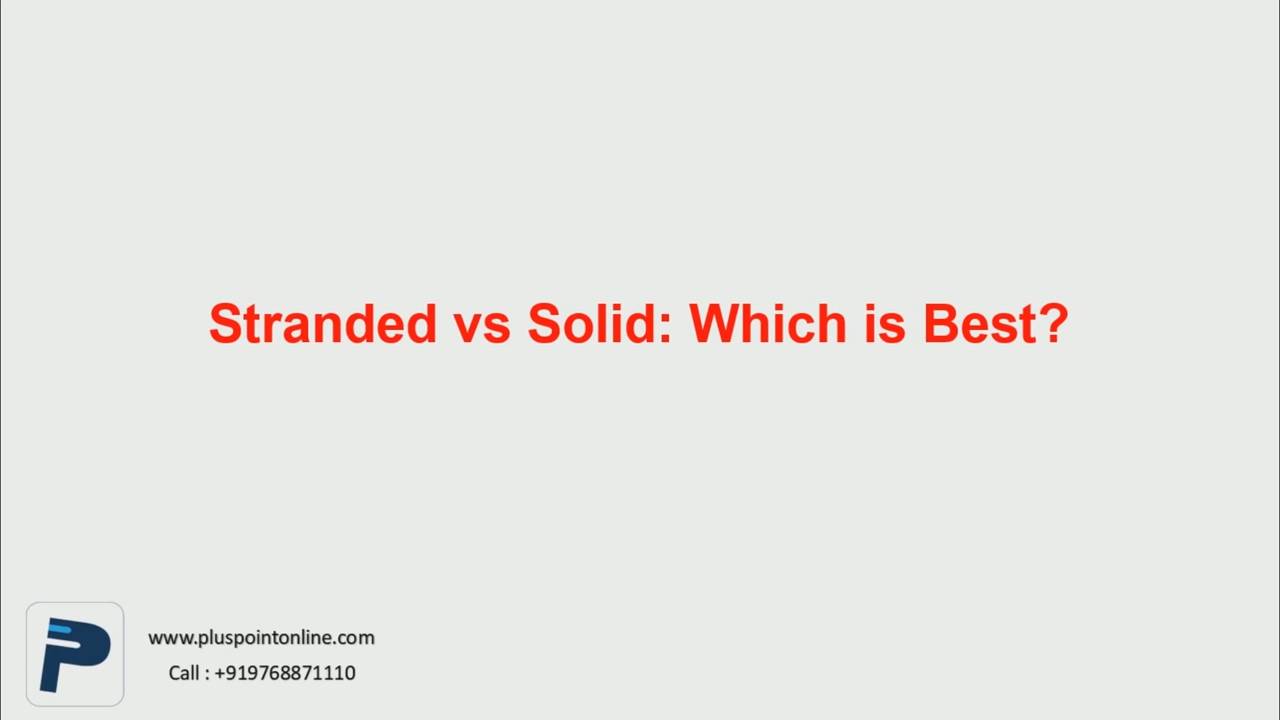 Stranded vs Solid: Which is Best?
www.pluspointonline.com
Call : +919768871110